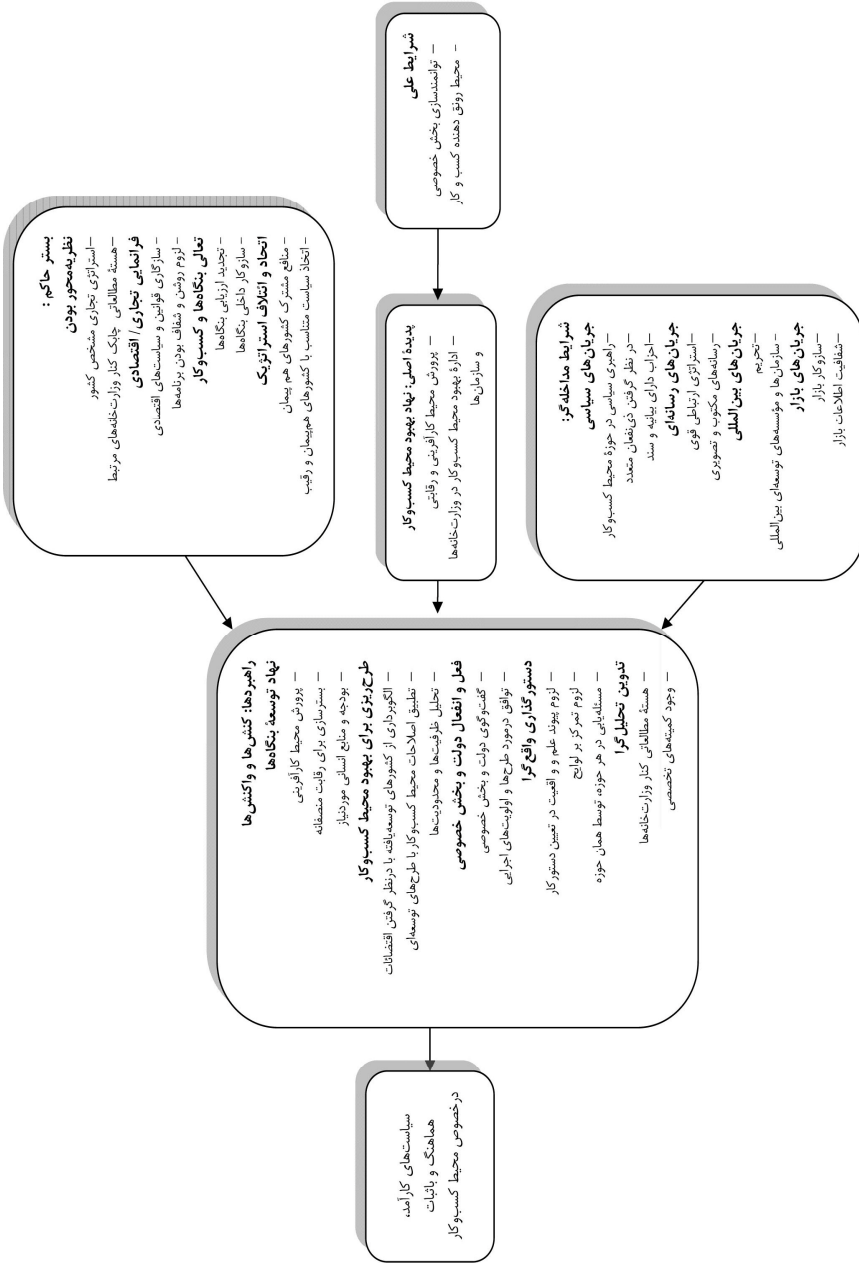 شرایط علی
– توانمندسازی بخش خصوصی
– محیط رونق دهنده کسب و کار
بستر حاکم :
نظریه‌محور بودن
–استراتژی تجاری مشخص کشور
–هستهٔ مطالعاتی چابک کنار وزارت‌خانه‌های مرتبط
فرانمایی تجاری/ اقتصادی
– سازگاری قوانین و سیاست‌های اقتصادی
– لزوم روشن و شفاف بودن برنامه‌ها
تعالی بنگاه‌ها و کسب‌وکار
– تجدید ارزیابی بنگاه‌ها
–سازوکار داخلی بنگاه‌ها
اتحاد و ائتلاف استراتژیک
– منافع مشترک کشورهای هم پیمان
–اتخاذ سیاست متناسب با کشورهای هم‌پیمان و رقیب
پدیدهٔ اصلی: نهاد بهبود محیط کسب‌وکار
– پرورش محیط کارآفرینی و رقابتی
– ادارهٔ بهبود محیط کسب‌وکار در وزارت‌خانه‌ها
و سازمان‌ها
شرایط مداخله‌گر:
جریان‌های سیاسی
–راهبری سیاسی در حوزهٔ محیط کسب‌وکار
–در نظر گرفتن ذی‌نفعان متعدد
–احزاب دارای بیانیه و سند
جریان‌های رسانه‌ای
–استراتژی ارتباطی قوی
–رسانه‌های مکتوب و تصویری
جریان‌های بین‌المللی
–تحریم
– سازمان‌ها و مؤسسه‌های توسعه‌ای بین‌المللی
جریان‌های بازار
–سازوکار بازار
–شفافیت اطلاعات بازار
راهبردها: کنش‌ها و واکنش‌ها
نهاد توسعهٔ بنگاه‌ها
– پرورش محیط کارآفرینی
– بسترسازی برای رقابت منصفانه
– بودجه و منابع انسانی موردنیاز
طرح‌ریزی برای بهبود محیط کسب‌وکار
– الگوبرداری از کشورهای توسعه‌یافته با درنظر گرفتن اقتضائات
– تطبیق اصلاحات محیط کسب‌وکار با طرح‌های توسعه‌ای
– تحلیل ظرفیت‌ها و محدودیت‌ها
فعل و انفعال دولت و بخش خصوصی
– گفت‌وگوی دولت و بخش خصوصی
– توافق درمورد طرح‌ها و اولویت‌های اجرایی
دستورگذاری واقع‌گرا
– لزوم پیوند علم و و اقعیت در تعیین دستورکار
– لزوم تمرکز بر لوایح
– مسئله‌یابی در هر حوزه، توسط همان حوزه
تدوین تحلیل‌گرا
– هستهٔ مطالعاتی کنار وزارت‌خانه‌ها
– وجود کمیته‌های تخصصی
سیاست‌های کارآمد،
هماهنگ و باثبات
درخصوص محیط کسب‌وکار